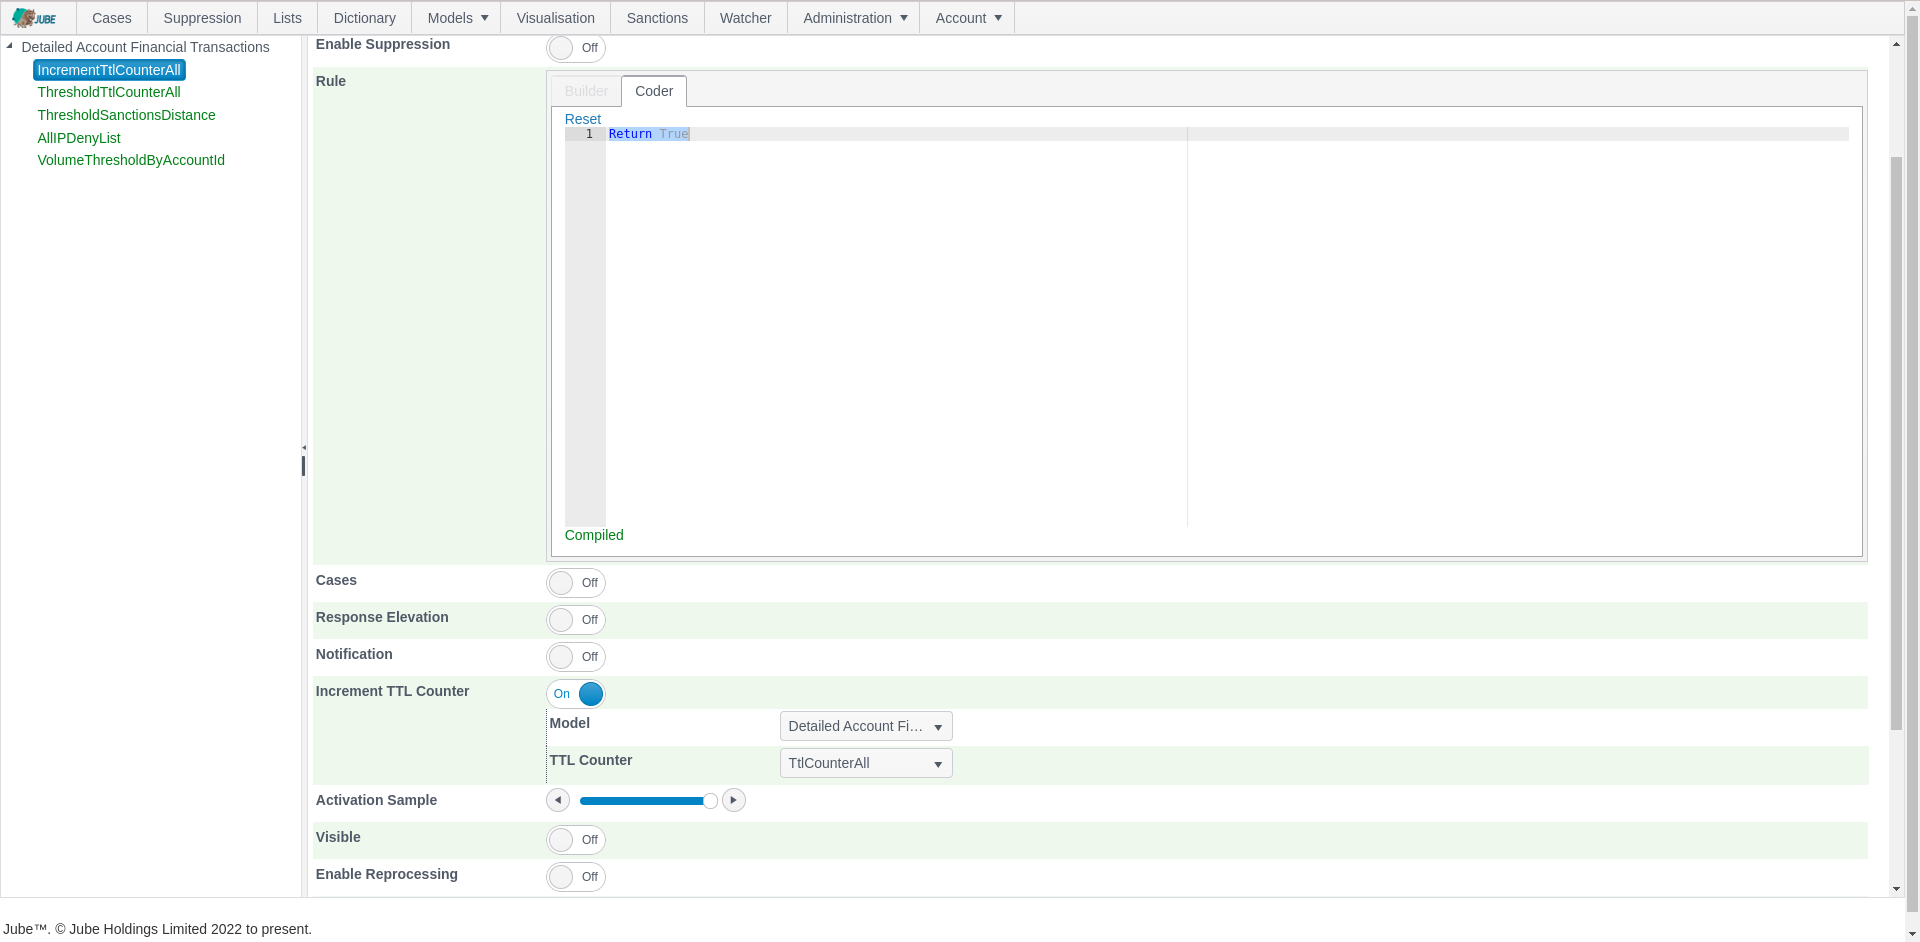 JUBE Cases Suppression Lists Dictionary Models Visualisation Sanctions Watcher Administration Account
Detailed Account Financial Transactions
IncrementTtlCounterAll
ThresholdTtlCounterAll
ThresholdSanctionsDistance
AllIPDenyList
VolumeThresholdByAccountId
Enable Suppression Off
Rule
Builder Coder
Reset
1 Return True
Compiled
Cases Off
Response Elevation Off
Notification Off
Increment TTL Counter On
Model Detailed Account Fi...
TTL Counter TtlCounterAll
Activation Sample
Visible Off
Enable Reprocessing Off
Jube™. © Jube Holdings Limited 2022 to present.